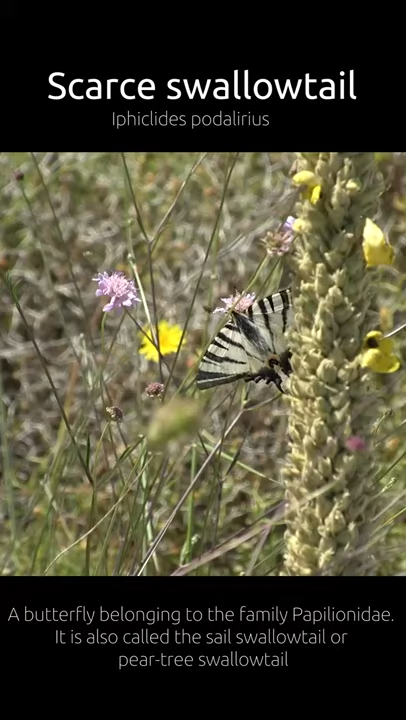 Scarce swallowtail
Iphiclides podalirius
A butterfly belonging to the family Papilionidae.
It is also called the sail swallowtail or
pear-tree swallowtail